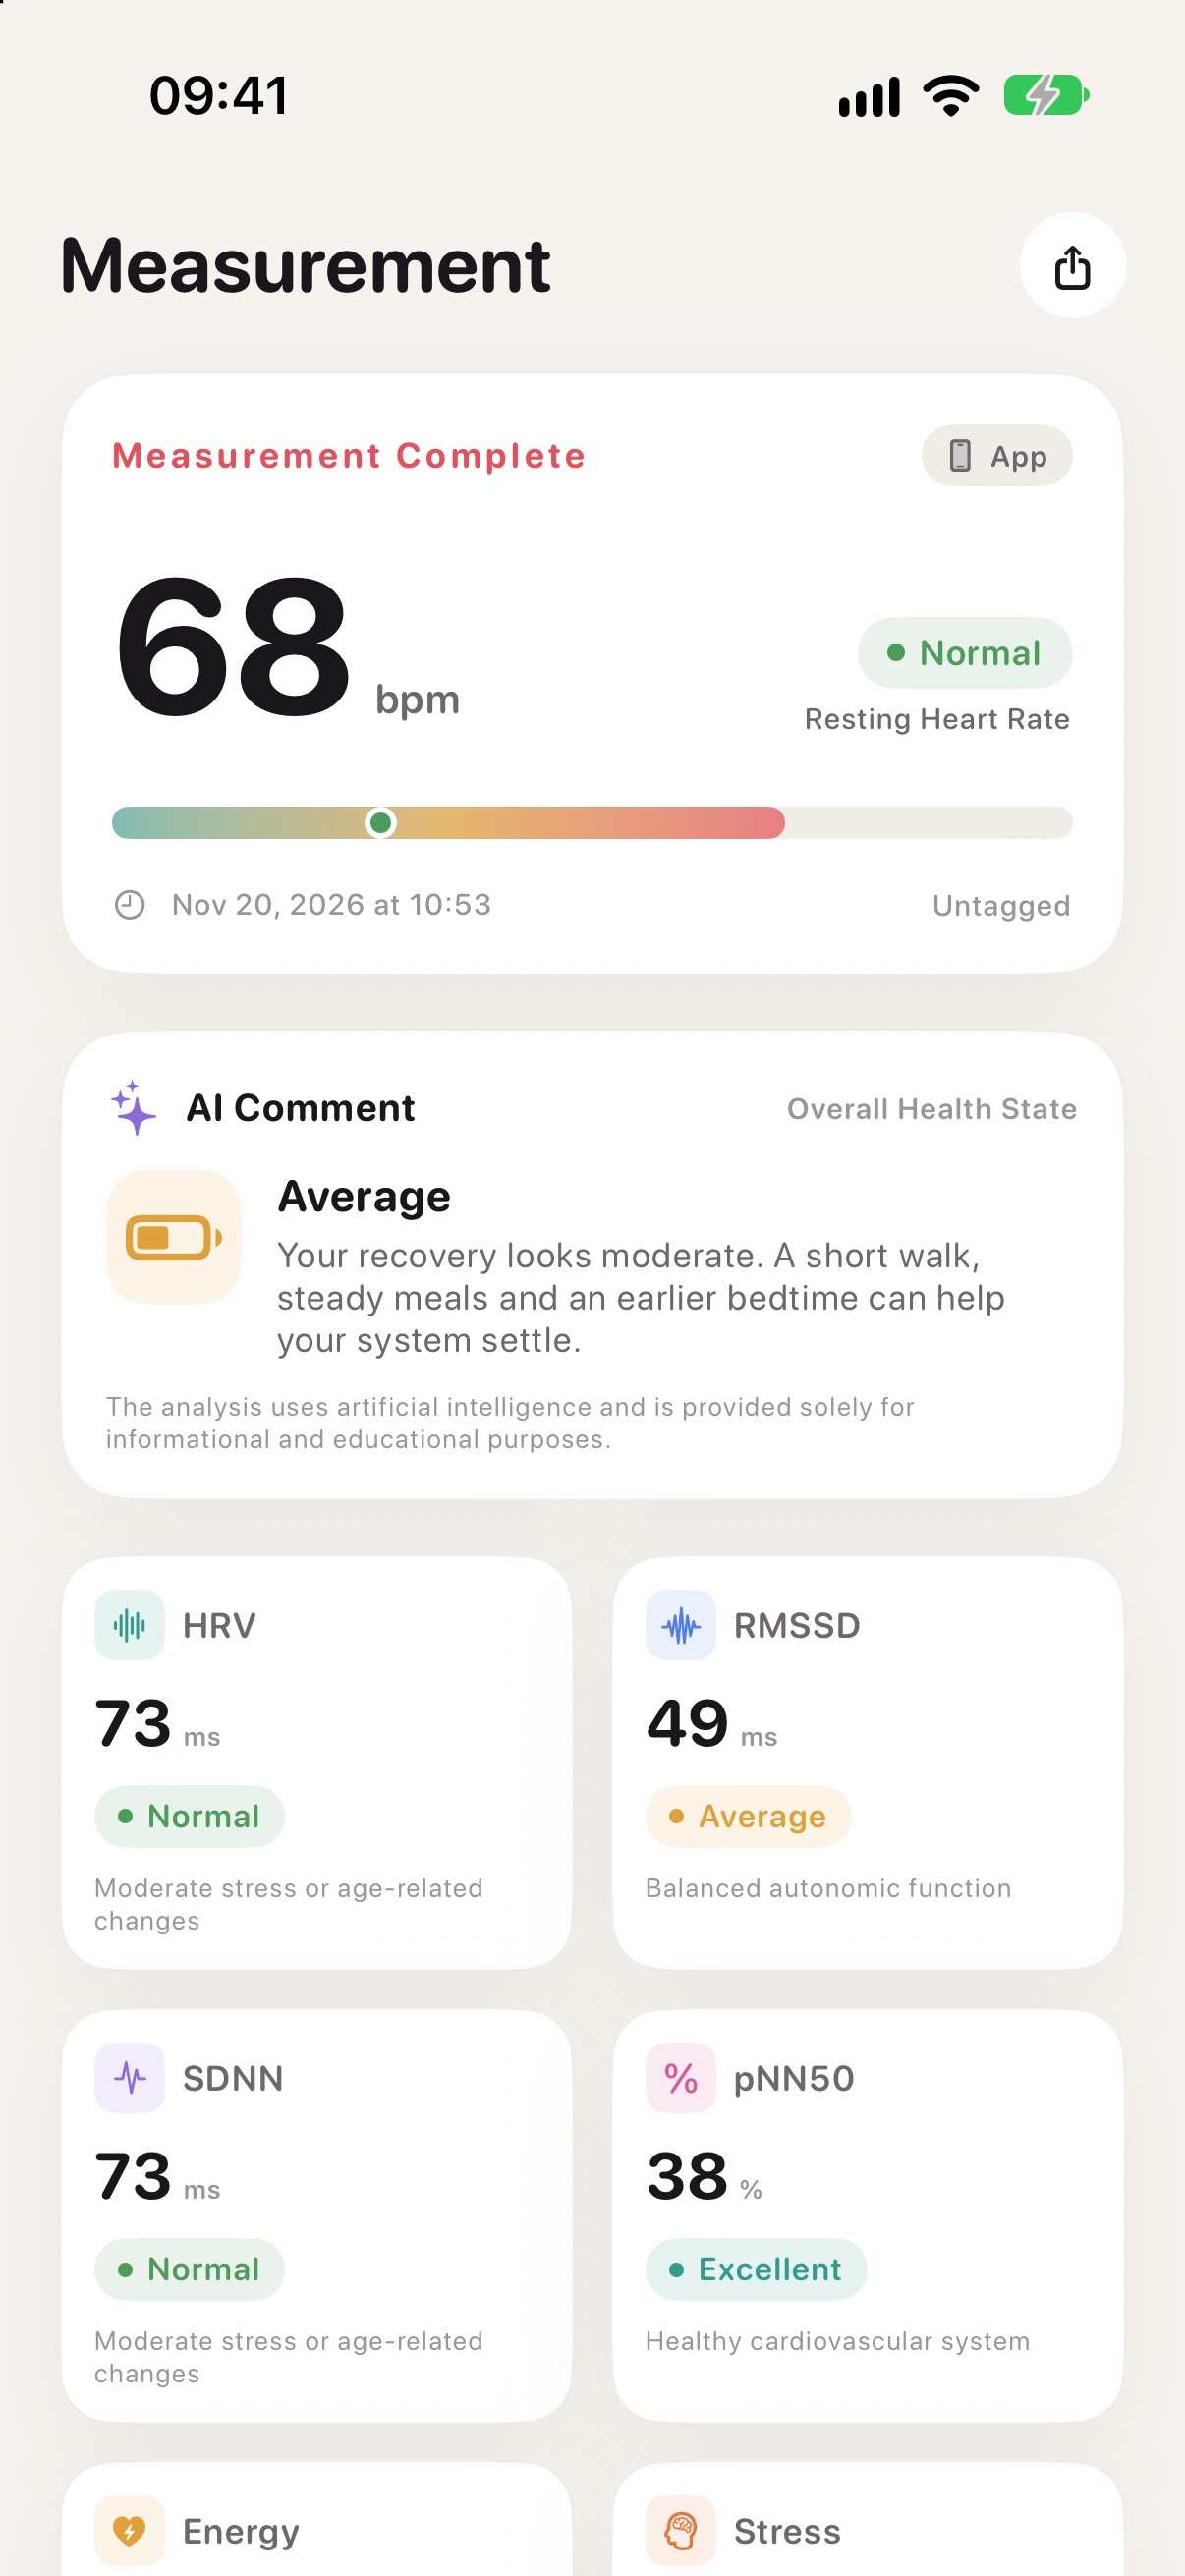 09:41
Measurement
Measurement Complete
App
68 bpm
Normal
Resting Heart Rate
Nov 20, 2026 at 10:53
Untagged
AI Comment
Overall Health State
Average
Your recovery looks moderate. A short walk,
steady meals and an earlier bedtime can help
your system settle.
The analysis uses artificial intelligence and is provided solely for
informational and educational purposes.
HRV
73 ms
Normal
Moderate stress or age-related
changes
RMSSD
49 ms
Average
Balanced autonomic function
SDNN
73 ms
Normal
Moderate stress or age-related
changes
%
pNN50
38 %
Excellent
Healthy cardiovascular system
Energy
Stress